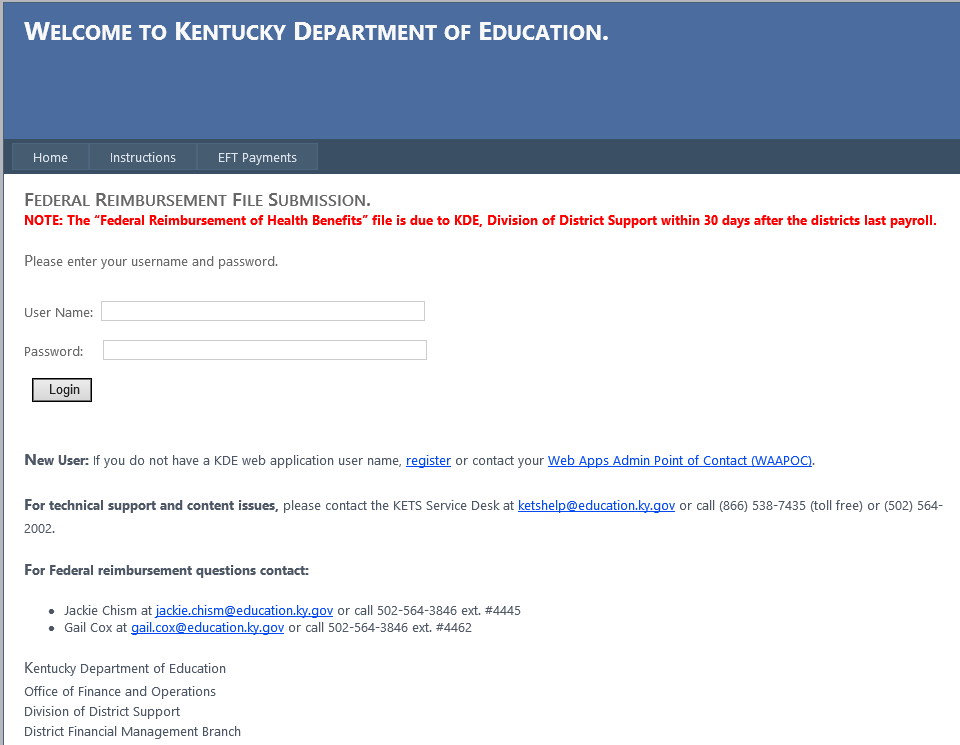 WELCOME TO KENTUCKY DEPARTMENT OF EDUCATION.
Home Instructions EFT Payments
FEDERAL REIMBURSEMENT FILE SUBMISSION.
NOTE: The “Federal Reimbursement of Health Benefits” file is due to KDE, Division of District Support within 30 days after the districts last payroll.
Please enter your username and password.
User Name:
Password:
Login
New User: If you do not have a KDE web application user name, register or contact your Web Apps Admin Point of Contact (WAAPOC).
For technical support and content issues, please contact the KETS Service Desk at ketshelp@education.ky.gov or call (866) 538-7435 (toll free) or (502) 564-
2002.
For Federal reimbursement questions contact:
• Jackie Chism at jackie.chism@education.ky.gov or call 502-564-3846 ext. #4445
• Gail Cox at gail.cox@education.ky.gov or call 502-564-3846 ext. #4462
Kentucky Department of Education
Office of Finance and Operations
Division of District Support
District Financial Management Branch